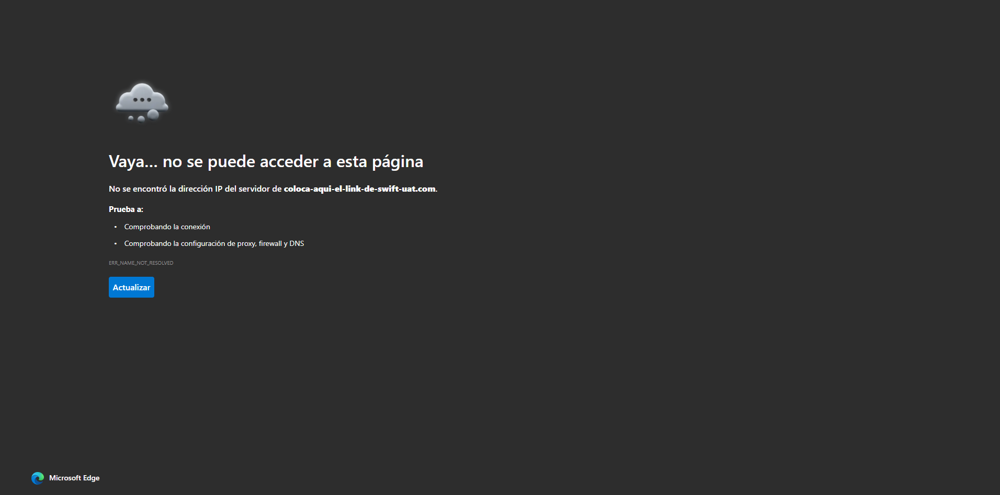 Vaya... no se puede acceder a esta página
No se encontró la dirección IP del servidor de coloca-aqui-el-link-de-swift-uat.com.
Prueba a:
• Comprobando la conexión
• Comprobando la configuración de proxy, firewall y DNS
ERR_NAME_NOT_RESOLVED
Actualizar
Microsoft Edge